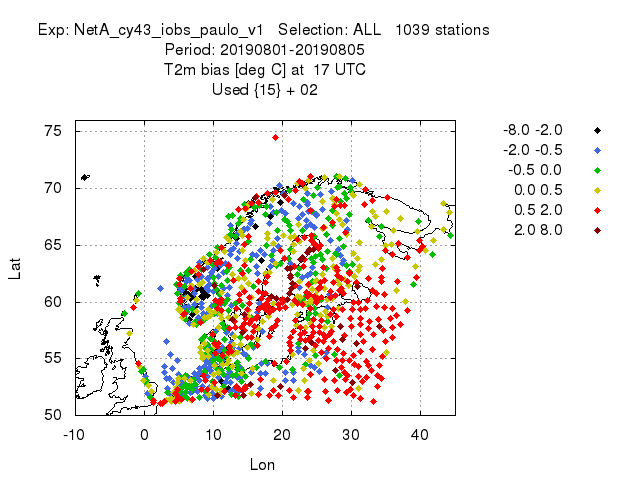 Exp: NetA_cy43_iobs_paulo_v1   Selection: ALL   1039 stations
Period: 20190801-20190805
T2m bias [deg C] at  17 UTC
Used {15} + 02
-8.0 -2.0
-2.0 -0.5
-0.5 0.0
0.0 0.5
0.5 2.0
2.0 8.0
75
70
65
60
55
50
Lat
-10 0 10 20 30 40
Lon